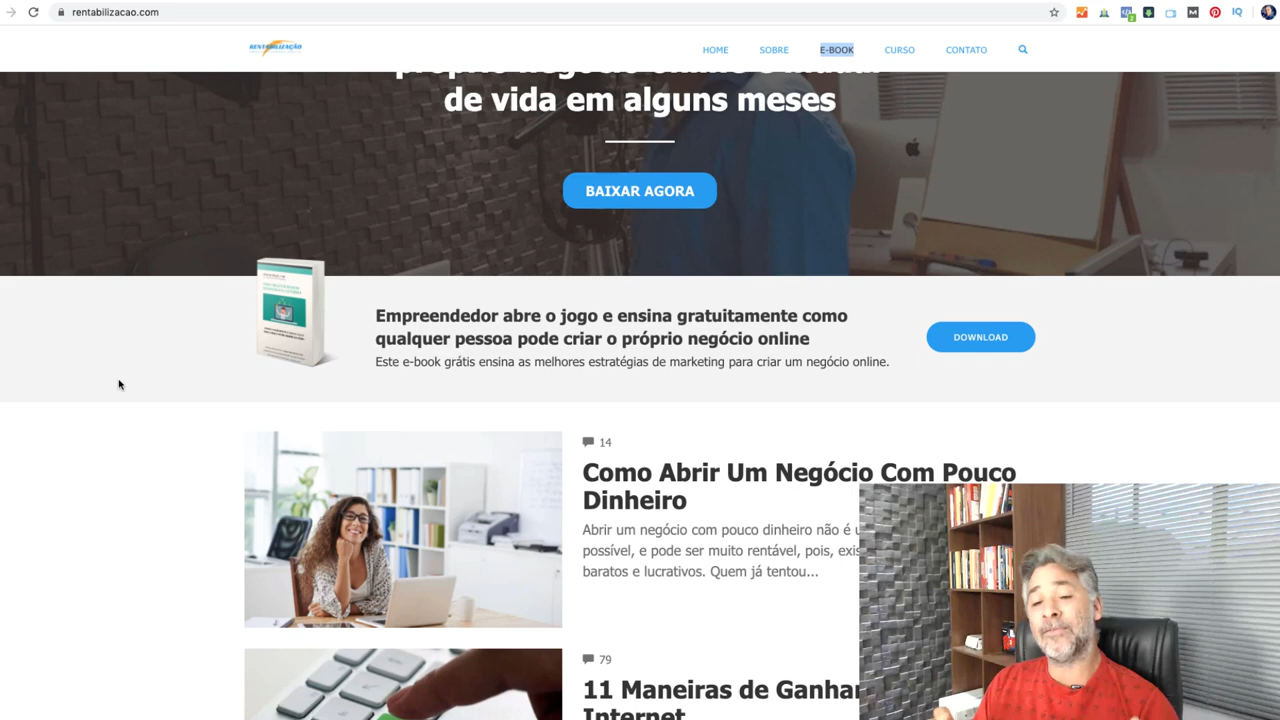 rentabilizacao.com
RENTABILIZAÇÃO
HOME SOBRE E-BOOK CURSO CONTATO
de vida em alguns meses
BAIXAR AGORA
Empreendedor abre o jogo e ensina gratuitamente como
qualquer pessoa pode criar o próprio negócio online
Este e-book grátis ensina as melhores estratégias de marketing para criar um negócio online.
DOWNLOAD
14
Como Abrir Um Negócio Com Pouco
Dinheiro
Abrir um negócio com pouco dinheiro não é
possível, e pode ser muito rentável, pois,
baratos e lucrativos. Quem já tentou...
79
11 Maneiras de
Internet